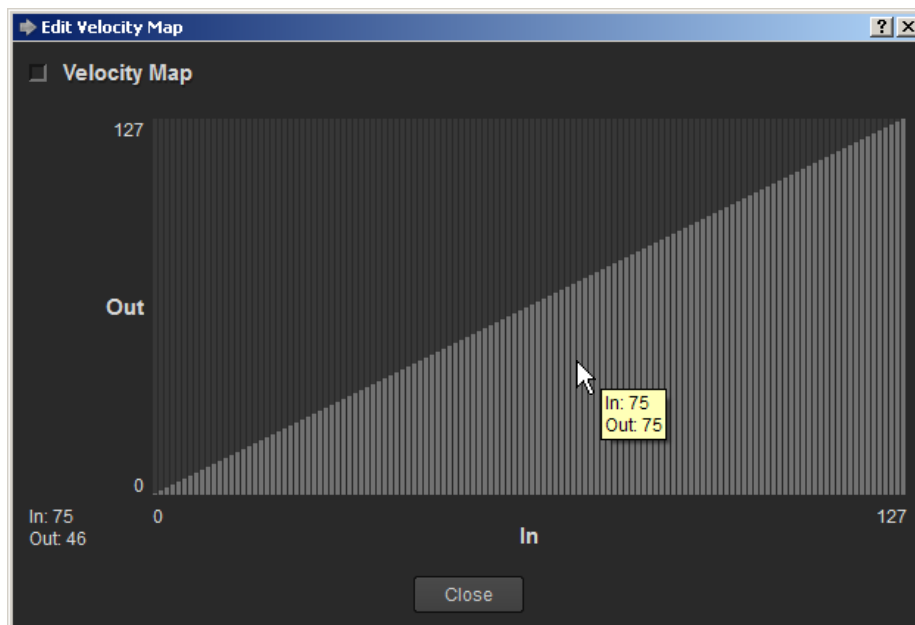 Edit Velocity Map
Velocity Map
127
Out
In: 75
Out: 75
0
In: 75
Out: 46
0
127
In
Close